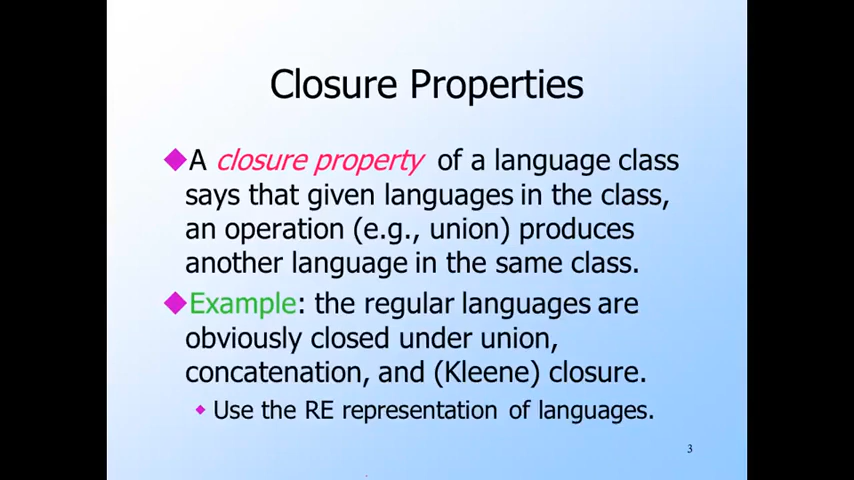 Closure Properties
A closure property of a language class
says that given languages in the class,
an operation (e.g., union) produces
another language in the same class.
Example: the regular languages are
obviously closed under union,
concatenation, and (Kleene) closure.
Use the RE representation of languages.
3